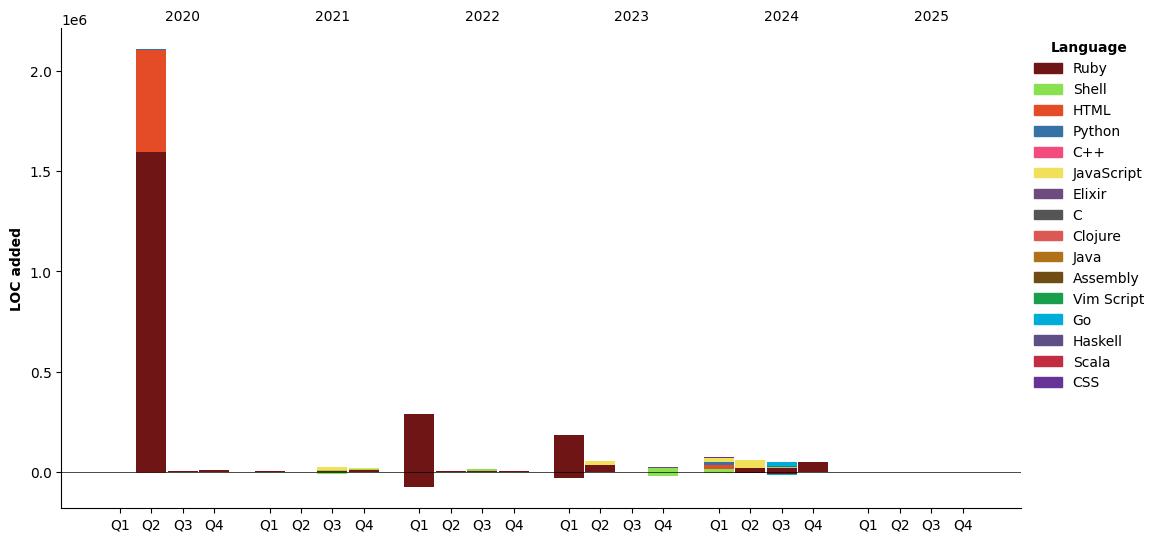 1e6
2020 2021 2022 2023 2024 2025
2.0
1.5
1.0
0.5
0.0
LOC added
Q1 Q2 Q3 Q4 Q1 Q2 Q3 Q4 Q1 Q2 Q3 Q4 Q1 Q2 Q3 Q4 Q1 Q2 Q3 Q4 Q1 Q2 Q3 Q4
Language
Ruby
Shell
HTML
Python
C++
JavaScript
Elixir
C
Clojure
Java
Assembly
Vim Script
Go
Haskell
Scala
CSS